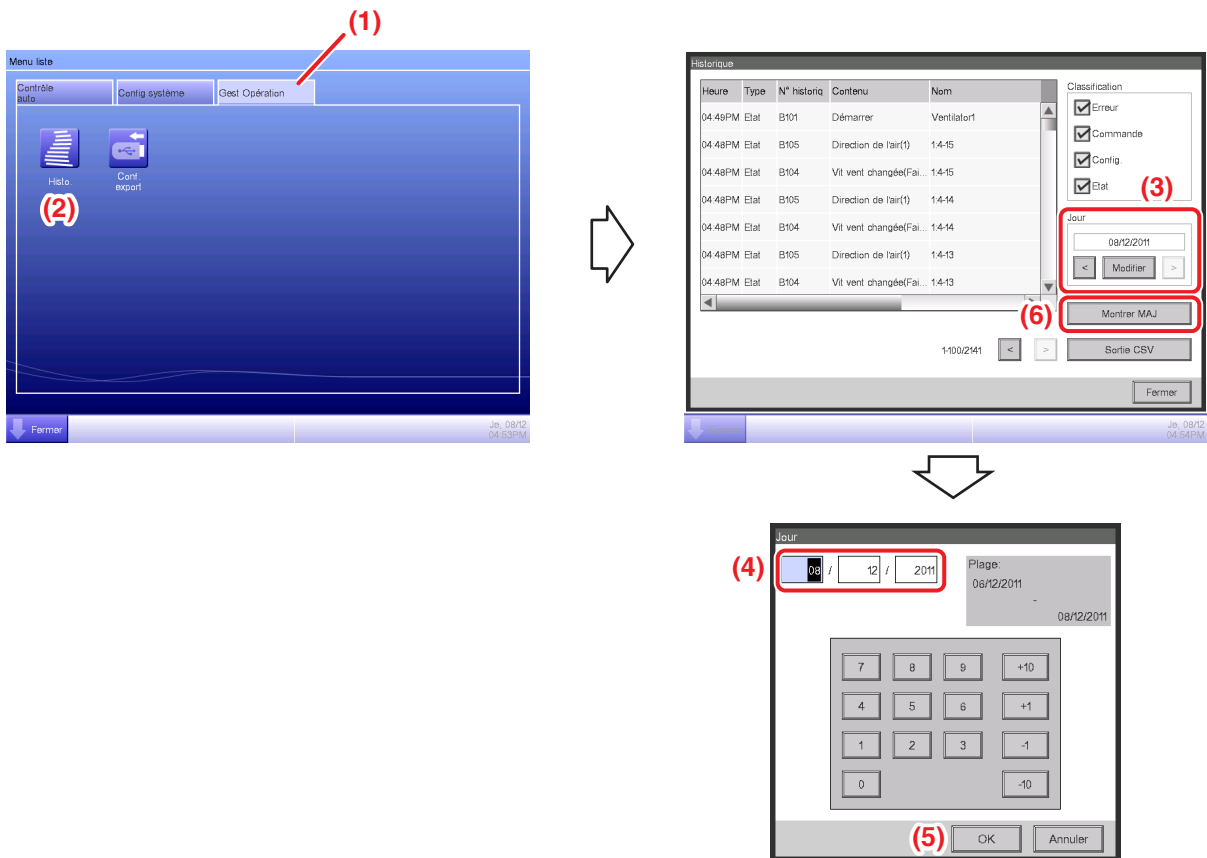 (1)
Menu liste
Contrôle
auto
Config système
Gest Opération
Histo.
Conf.
export
(2)
Fermer
Je, 08/12
04:53PM
Historique
Heure Type N° historiq Contenu Nom
04:49PM Etat B101 Démarrer Ventilator1
04:48PM Etat B105 Direction de l'air(1) 1:4-15
04:48PM Etat B104 Vit vent changée(Fai... 1:4-15
04:48PM Etat B105 Direction de l'air(1) 1:4-14
04:48PM Etat B104 Vit vent changée(Fai... 1:4-14
04:48PM Etat B105 Direction de l'air(1) 1:4-13
04:48PM Etat B104 Vit vent changée(Fai... 1:4-13
Classification
Erreur
Commande
Config.
Etat
(3)
Jour
08/12/2011
< Modifier >
(6)
Montrer MAJ
1-100/2141 < >
Sortie CSV
Fermer
Je, 08/12
04:54PM
Jour
(4)
08 / 12 / 2011
Plage:
06/12/2011
-
08/12/2011
7 8 9 +10
4 5 6 +1
1 2 3 -1
0 -10
(5)
OK Annuler